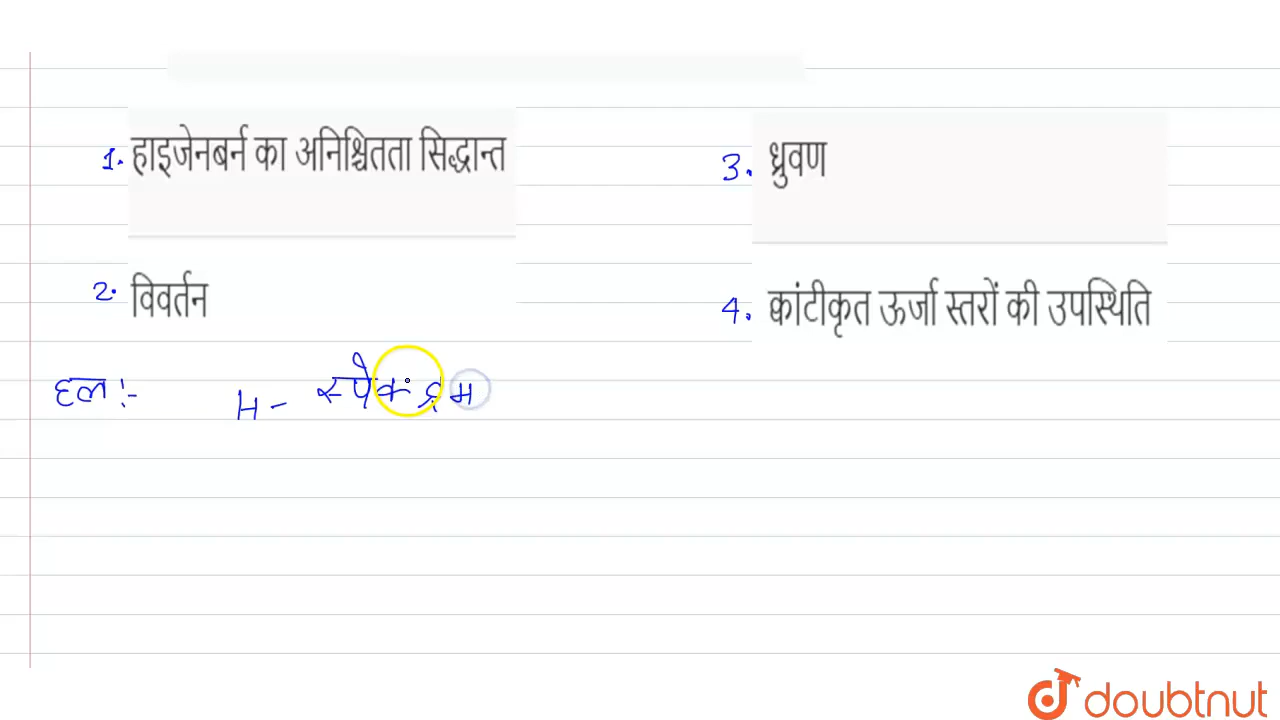 1. हाइजेनबर्न का अनिश्चितता सिद्धान्त
2. विवर्तन
3. ध्रुवण
4. क्वांटीकृत ऊर्जा स्तरों की उपस्थिति
हल :- H - स्पेक्ट्रम
doubtnut